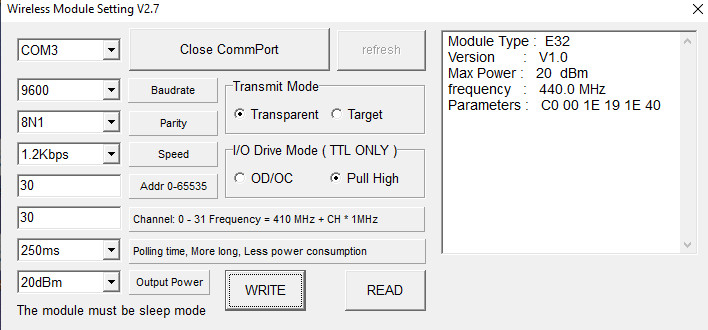 Wireless Module Setting V2.7
COM3
Close CommPort
refresh
9600
Baudrate
8N1
Parity
1.2Kbps
Speed
30
Addr 0-65535
30
Channel: 0 - 31 Frequency = 410 MHz + CH * 1MHz
250ms
Polling time, More long, Less power consumption
20dBm
Output Power
The module must be sleep mode
Transmit Mode
Transparent
Target
I/O Drive Mode ( TTL ONLY )
OD/OC
Pull High
WRITE
READ
Module Type : E32
Version : V1.0
Max Power : 20 dBm
frequency : 440.0 MHz
Parameters : C0 00 1E 19 1E 40